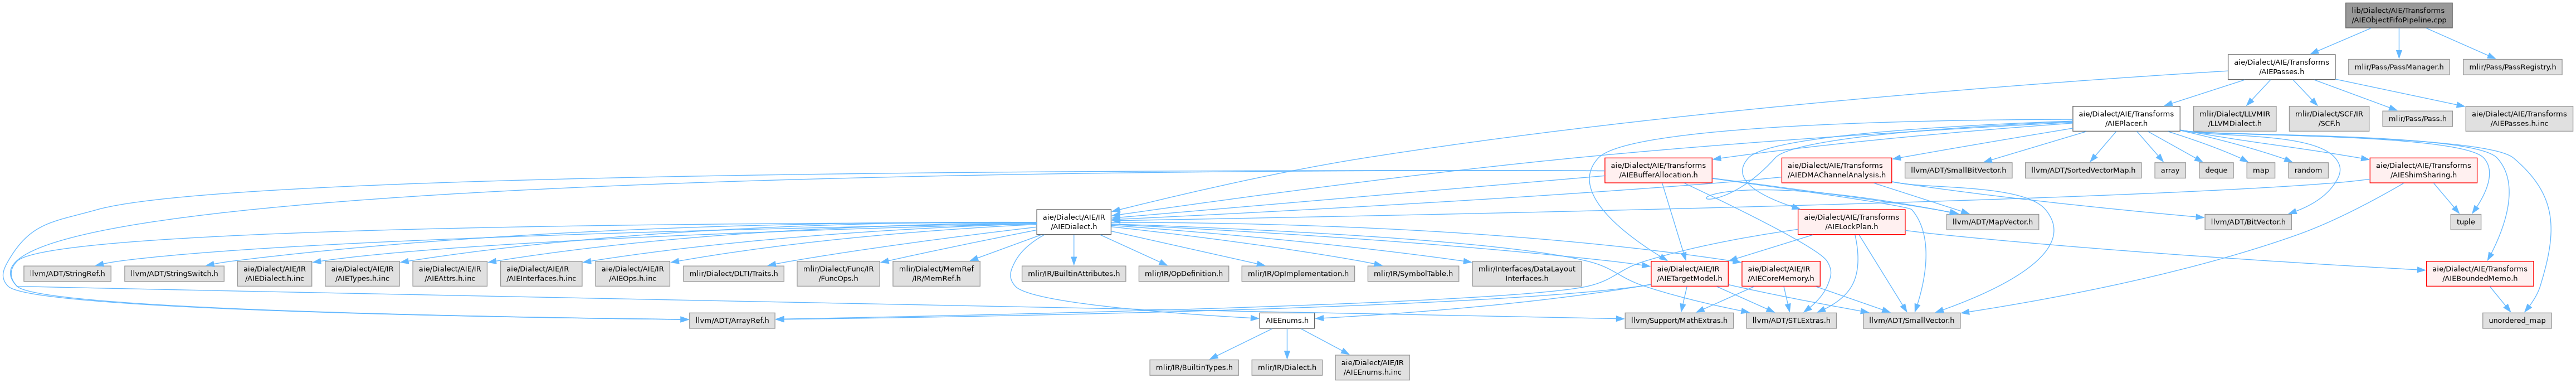 lib/Dialect/AIE/Transforms
/AIEObjectFifoPipeline.cpp
aie/Dialect/AIE/Transforms
/AIEPasses.h
mlir/Pass/PassManager.h
mlir/Pass/PassRegistry.h
aie/Dialect/AIE/Transforms
/AIEPlacer.h
mlir/Dialect/LLVMIR
/LLVMDialect.h
mlir/Dialect/SCF/IR
/SCF.h
mlir/Pass/Pass.h
aie/Dialect/AIE/Transforms
/AIEPasses.h.inc
aie/Dialect/AIE/Transforms
/AIEBufferAllocation.h
aie/Dialect/AIE/Transforms
/AIEDMAChannelAnalysis.h
llvm/ADT/SmallBitVector.h
llvm/ADT/SortedVectorMap.h
array
deque
map
random
aie/Dialect/AIE/Transforms
/AIEShimSharing.h
aie/Dialect/AIE/IR
/AIEDialect.h
aie/Dialect/AIE/Transforms
/AIELockPlan.h
llvm/ADT/MapVector.h
llvm/ADT/BitVector.h
tuple
llvm/ADT/StringRef.h
llvm/ADT/StringSwitch.h
aie/Dialect/AIE/IR
/AIEDialect.h.inc
aie/Dialect/AIE/IR
/AIETypes.h.inc
aie/Dialect/AIE/IR
/AIEAttrs.h.inc
aie/Dialect/AIE/IR
/AIEInterfaces.h.inc
aie/Dialect/AIE/IR
/AIEOps.h.inc
mlir/Dialect/DLTI/Traits.h
mlir/Dialect/Func/IR
/FuncOps.h
mlir/Dialect/MemRef
/IR/MemRef.h
mlir/IR/BuiltinAttributes.h
mlir/IR/OpDefinition.h
mlir/IR/OpImplementation.h
mlir/IR/SymbolTable.h
mlir/Interfaces/DataLayout
Interfaces.h
aie/Dialect/AIE/IR
/AIETargetModel.h
aie/Dialect/AIE/IR
/AIECoreMemory.h
aie/Dialect/AIE/Transforms
/AIEBoundedMemo.h
llvm/ADT/ArrayRef.h
AIEEnums.h
llvm/Support/MathExtras.h
llvm/ADT/STLExtras.h
llvm/ADT/SmallVector.h
unordered_map
mlir/IR/BuiltinTypes.h
mlir/IR/Dialect.h
aie/Dialect/AIE/IR
/AIEEnums.h.inc